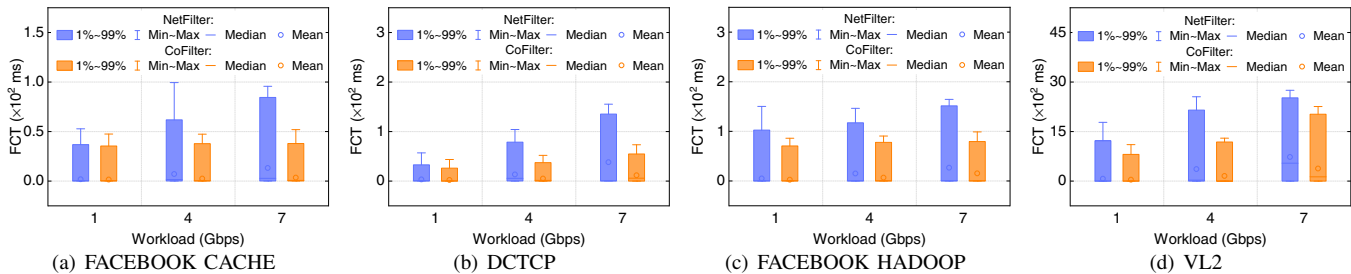 NetFilter:
1%~99% Min~Max Median Mean
CoFilter:
1%~99% Min~Max Median Mean
FCT (×10² ms)
1.5
1.0
0.5
0.0
1 4 7
Workload (Gbps)
(a) FACEBOOK CACHE
NetFilter:
1%~99% Min~Max Median Mean
CoFilter:
1%~99% Min~Max Median Mean
FCT (×10² ms)
3
2
1
0
1 4 7
Workload (Gbps)
(b) DCTCP
NetFilter:
1%~99% Min~Max Median Mean
CoFilter:
1%~99% Min~Max Median Mean
FCT (×10² ms)
3
2
1
0
1 4 7
Workload (Gbps)
(c) FACEBOOK HADOOP
NetFilter:
1%~99% Min~Max Median Mean
CoFilter:
1%~99% Min~Max Median Mean
FCT (×10² ms)
45
30
15
0
1 4 7
Workload (Gbps)
(d) VL2